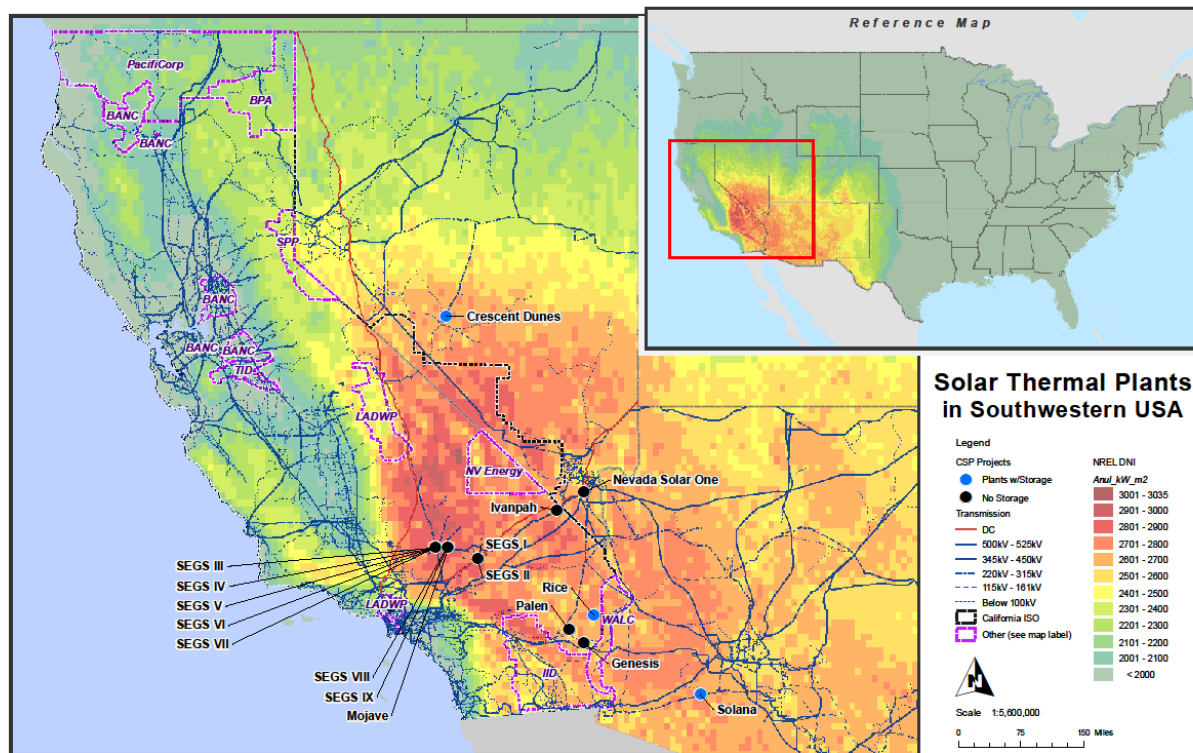 Reference Map
PacifiCorp
BANC
BPA
BANC
SPP
BANC
BANC
BANC
TID
LADWP
Crescent Dunes
NV Energy
Nevada Solar One
Ivanpah
SEGS I
SEGS II
SEGS III
SEGS IV
SEGS V
SEGS VI
SEGS VII
LADWP
Rice
Palen
WALC
Genesis
IID
SEGS VIII
SEGS IX
Mojave
Solana
Solar Thermal Plants
in Southwestern USA
Legend
CSP Projects
Plants w/Storage
No Storage
Transmission
DC
500kV - 525kV
345kV - 450kV
220kV - 315kV
115kV - 161kV
Below 100kV
California ISO
Other (see map label)
NREL DNI
Anul_kW_m2
3001 - 3035
2901 - 3000
2801 - 2900
2701 - 2800
2601 - 2700
2501 - 2600
2401 - 2500
2301 - 2400
2201 - 2300
2101 - 2200
2001 - 2100
< 2000
N
Scale 1:5,600,000
0 75 150 Miles